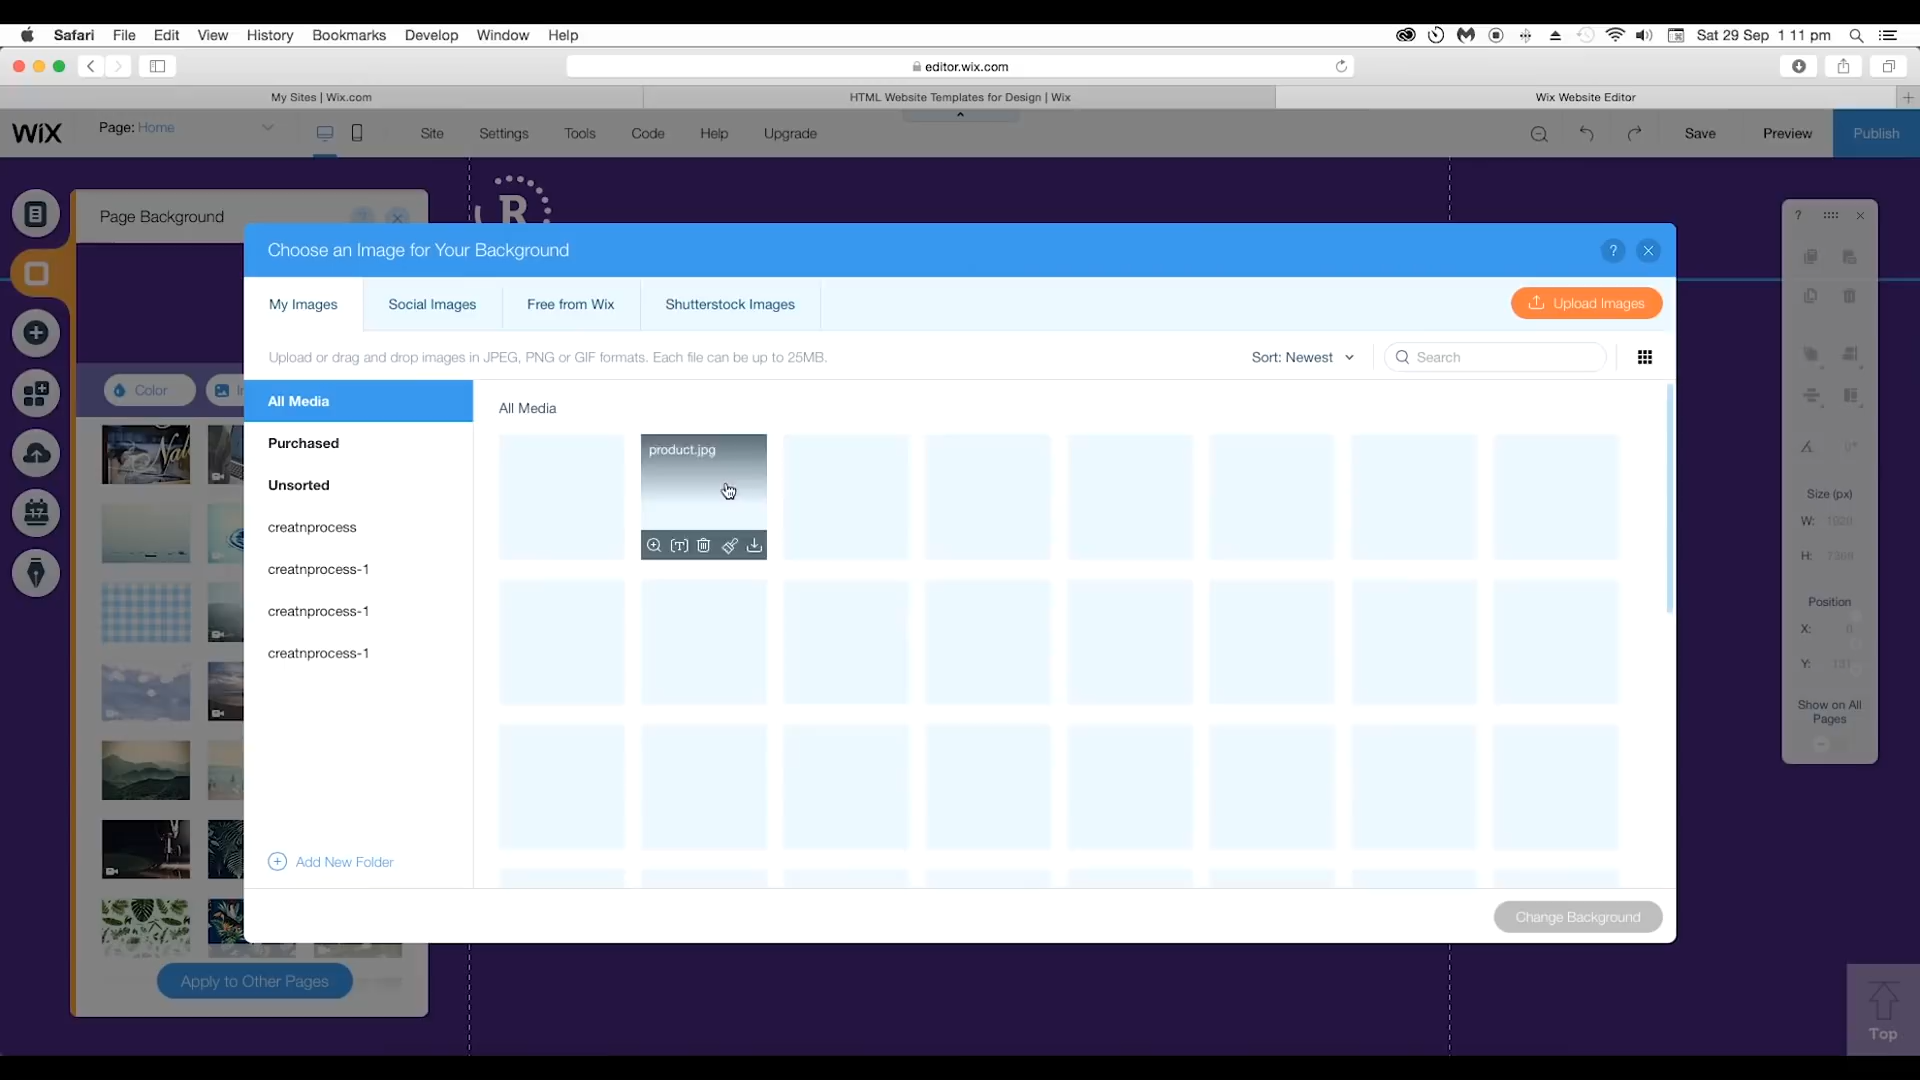 Safari File Edit View History Bookmarks Develop Window Help Sat 29 Sep 1 11 pm
editor.wix.com
My Sites | Wix.com HTML Website Templates for Design | Wix Wix Website Editor
WiX Page: Home Site Settings Tools Code Help Upgrade Save Preview Publish
Page Background
R
Choose an Image for Your Background ?
?
My Images Social Images Free from Wix Shutterstock Images Upload Images
Upload or drag and drop images in JPEG, PNG or GIF formats. Each file can be up to 25MB. Sort: Newest Search
Color
All Media
Purchased
Unsorted
creatnprocess
creatnprocess-1
creatnprocess-1
creatnprocess-1
Add New Folder
All Media
product.jpg
[T]
17
Size (px)
W:
H:
Position
X: 0
Y:
Show on All
Pages
Change Background
Apply to Other Pages
Top